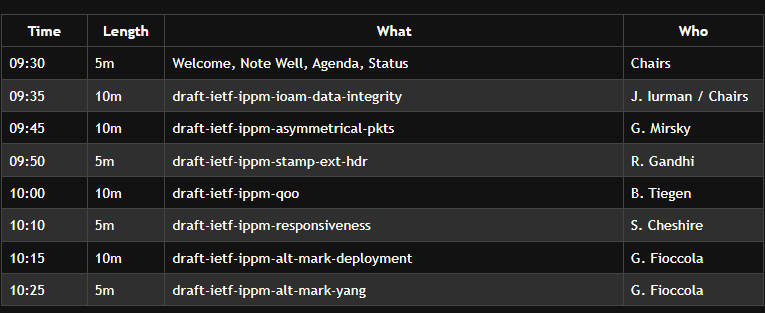 Time Length What Who
09:30 5m Welcome, Note Well, Agenda, Status Chairs
09:35 10m draft-ietf-ippm-ioam-data-integrity J. Iurman / Chairs
09:45 10m draft-ietf-ippm-asymmetrical-pkts G. Mirsky
09:50 5m draft-ietf-ippm-stamp-ext-hdr R. Gandhi
10:00 10m draft-ietf-ippm-qoo B. Tiegen
10:10 5m draft-ietf-ippm-responsiveness S. Cheshire
10:15 10m draft-ietf-ippm-alt-mark-deployment G. Fioccola
10:25 5m draft-ietf-ippm-alt-mark-yang G. Fioccola